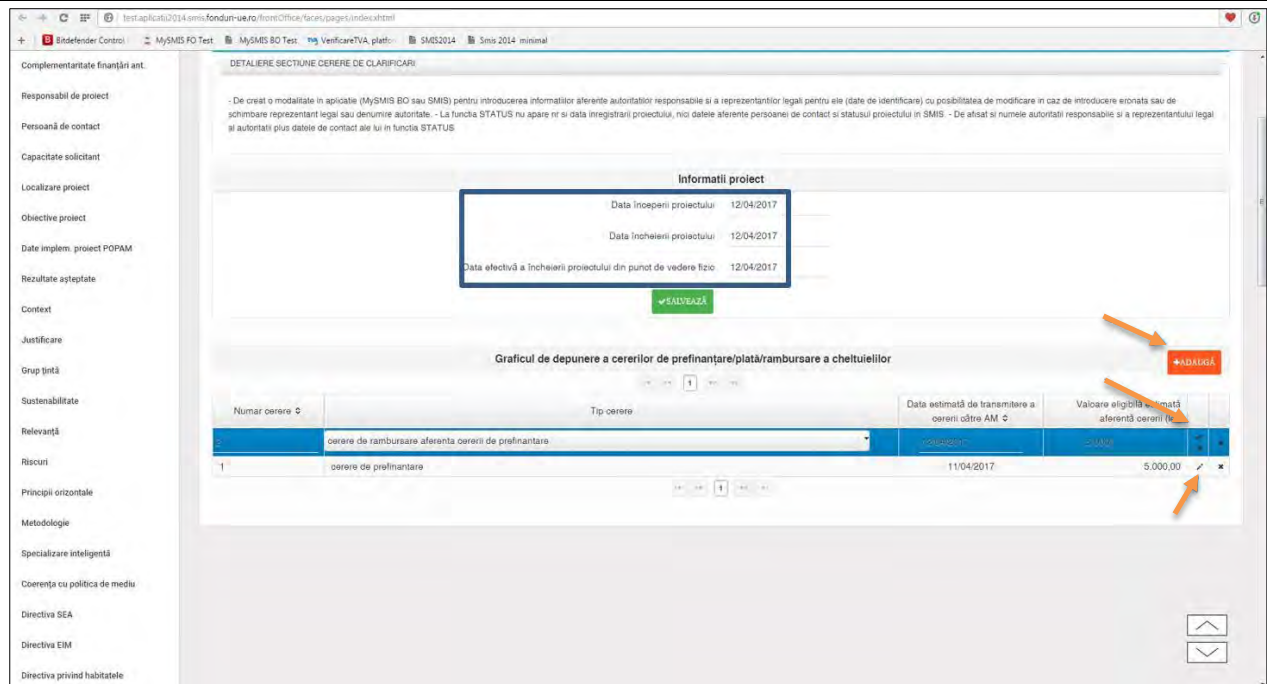 test.aplicatii2014.smis.fonduri-ue.ro/frontOffice/faces/pages/index.xhtml
+ B Bitdefender Control MySMIS FO Test MySMIS BO Test VerificareTVA, platfo SMIS2014 Smis 2014 minimal
Complementaritate finanțări ant.
Responsabil de proiect
Persoană de contact
Capacitate solicitant
Localizare proiect
Obiective proiect
Date implem. proiect POPAM
Rezultate așteptate
Context
Justificare
Grup țintă
Sustenabilitate
Relevanță
Riscuri
Principii orizontale
Metodologie
Specializare inteligentă
Coerența cu politica de mediu
Directiva SEA
Directiva EIM
Directiva privind habitatele
DETALIERE SECTIUNE CERERE DE CLARIFICARI
- De creat o modalitate in aplicatie (MySMIS BO sau SMIS) pentru introducerea informatiilor aferente autoritatilor responsabile si a reprezentantilor legali pentru ele (date de identificare) cu posibilitatea de modificare in caz de introducere eronata sau de
schimbare reprezentant legal sau denumire autoritate. - La functia STATUS nu apare nr si data inregistrarii proiectului, nici datele aferente persoanei de contact si statusul proiectului in SMIS. - De afisat si numele autoritatii responsabile si a reprezentantului legal
al autoritatii plus datele de contact ale lui in functia STATUS
Informatii proiect
Data începerii proiectului 12/04/2017
Data încheierii proiectului 12/04/2017
Data efectivă a încheierii proiectului din punct de vedere fizic 12/04/2017
SALVEAZĂ
Graficul de depunere a cererilor de prefinanțare/plată/rambursare a cheltuielilor
+ADAUGĂ
1
Numar cerere Tip cerere Data estimată de transmitere a Valoare eligibilă estimată
cererii către AM aferentă cererii
2 cerere de rambursare aferenta cererii de prefinantare
1 cerere de prefinantare 11/04/2017 5.000,00
1